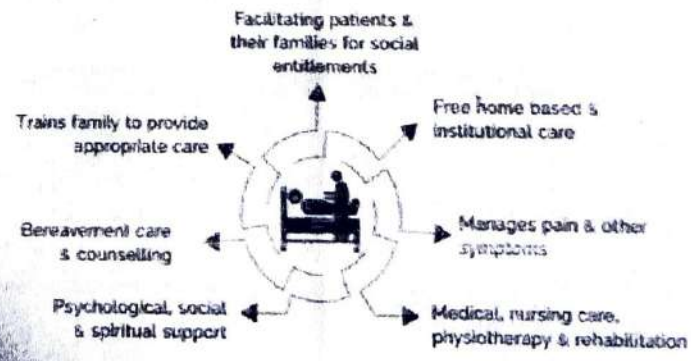 Facilitating patients &
their families for social
entitlements
Free home based &
institutional care
Manages pain & other
symptoms
Medical, nursing care,
physiotherapy & rehabilitation
Psychological, social
& spiritual support
Bereavement care
& counselling
Trains family to provide
appropriate care